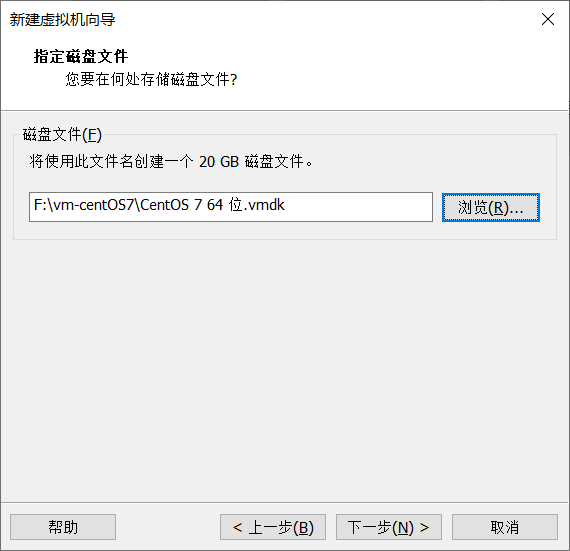 新建虚拟机向导
指定磁盘文件
您要在何处存储磁盘文件?
磁盘文件(F)
将使用此文件名创建一个 20 GB 磁盘文件。
F:\vm-centOS7\CentOS 7 64 位.vmdk
浏览(R)...
帮助
< 上一步(B)
下一步(N) >
取消